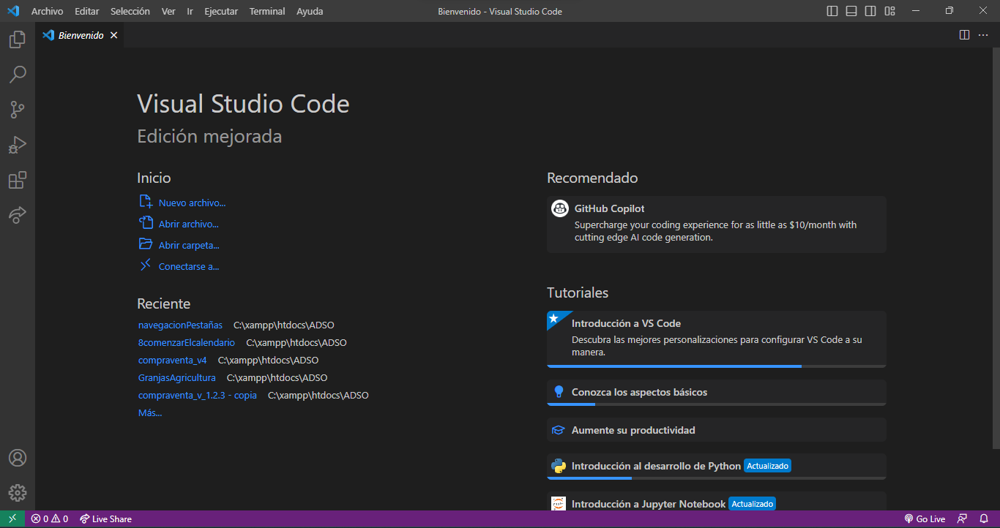 Archivo Editar Selección Ver Ir Ejecutar Terminal Ayuda
Bienvenido - Visual Studio Code
Bienvenido
Visual Studio Code
Edición mejorada
Inicio
Nuevo archivo...
Abrir archivo...
Abrir carpeta...
Conectarse a...
Reciente
navegacionPestañas C:\xampp\htdocs\ADSO
8comenzarElcalendario C:\xampp\htdocs\ADSO
compraventa_v4 C:\xampp\htdocs\ADSO
GranjasAgricultura C:\xampp\htdocs\ADSO
compraventa_v_1.2.3 - copia C:\xampp\htdocs\ADSO
Más...
Recomendado
GitHub Copilot
Supercharge your coding experience for as little as $10/month with
cutting edge AI code generation.
Tutoriales
Introducción a VS Code
Descubra las mejores personalizaciones para configurar VS Code a su
manera.
Conozca los aspectos básicos
Aumente su productividad
Introducción al desarrollo de Python Actualizado
Introducción a Jupyter Notebook Actualizado
0 0 Live Share
Go Live